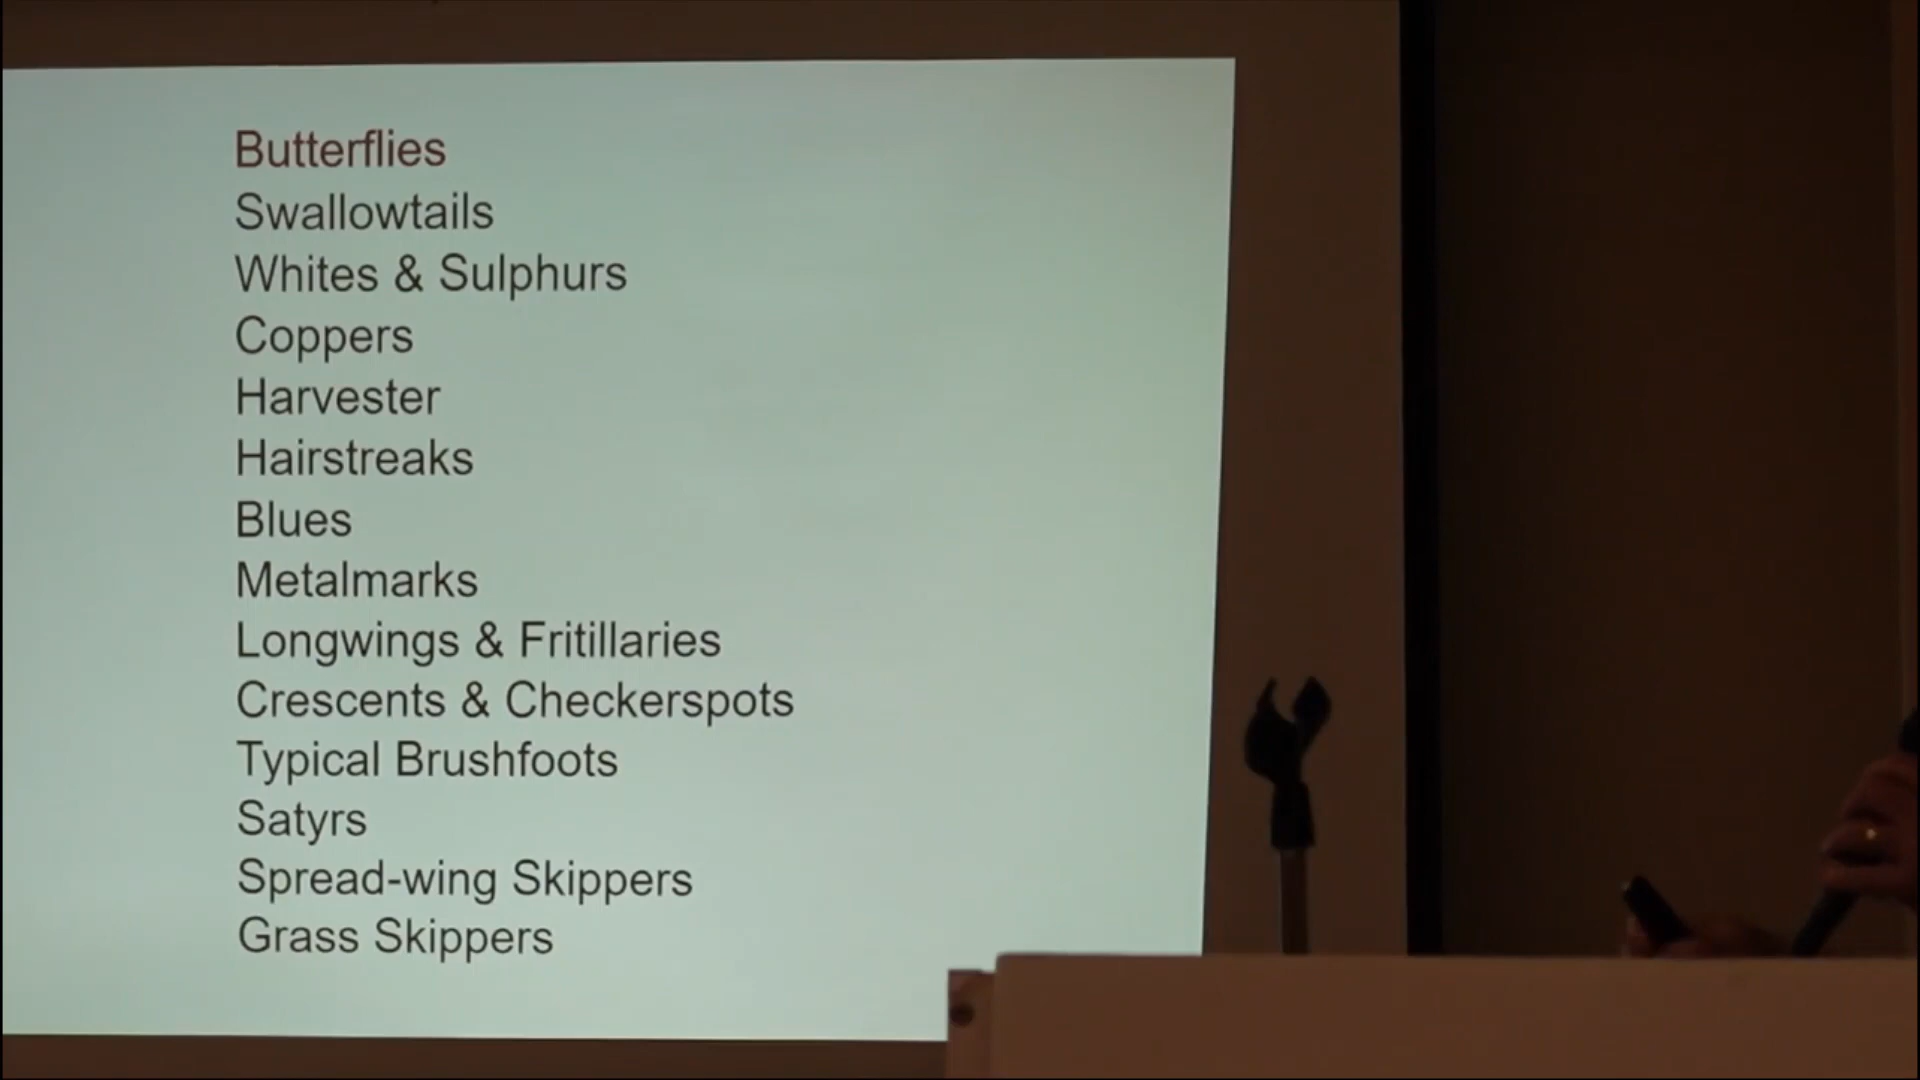 Butterflies
Swallowtails
Whites & Sulphurs
Coppers
Harvester
Hairstreaks
Blues
Metalmarks
Longwings & Fritillaries
Crescents & Checkerspots
Typical Brushfoots
Satyrs
Spread-wing Skippers
Grass Skippers